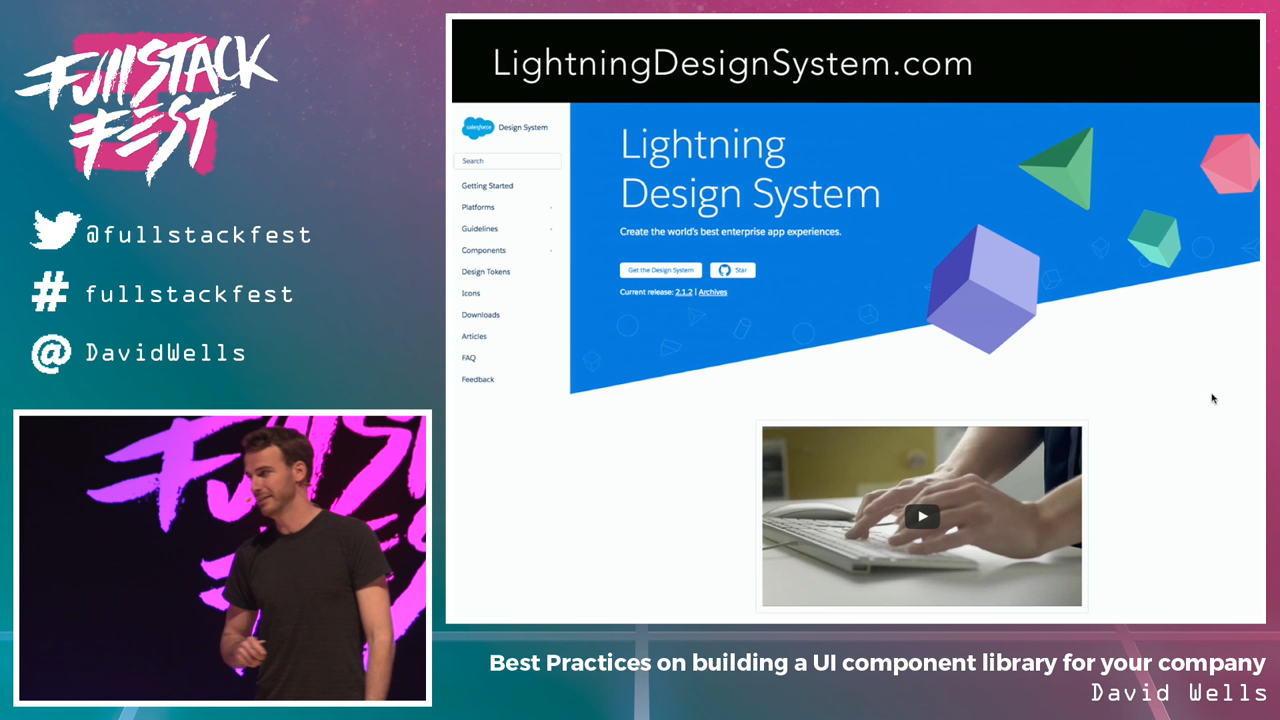 FullStack
Fest
@fullstackfest
# fullstackfest
@ DavidWells
LightningDesignSystem.com
salesforce Design System
Search
Getting Started
Platforms
Guidelines
Components
Design Tokens
Icons
Downloads
Articles
FAQ
Feedback
Lightning
Design System
Create the world's best enterprise app experiences.
Get the Design System
Star
Current release: 2.1.2 | Archives
Best Practices on building a UI component library for your company
David Wells